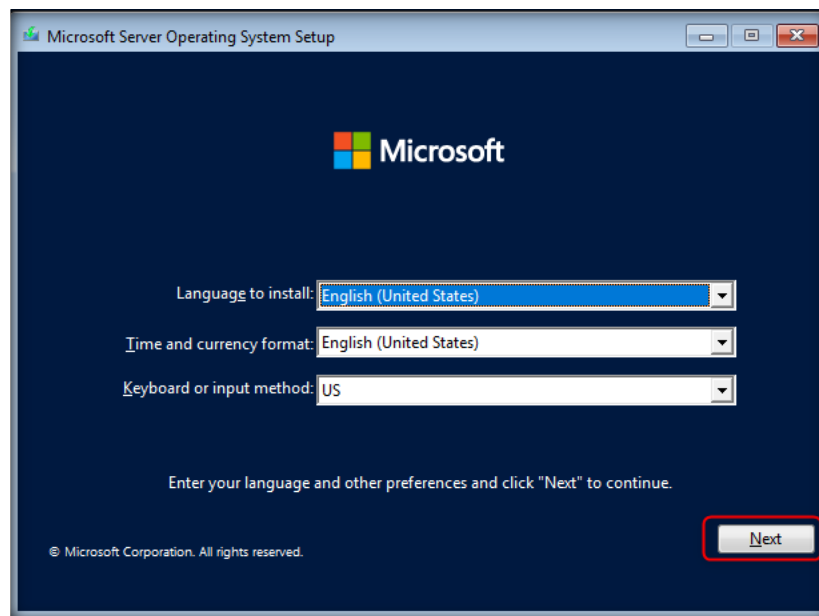 Microsoft Server Operating System Setup
Microsoft
Language to install: English (United States)
Time and currency format: English (United States)
Keyboard or input method: US
Enter your language and other preferences and click "Next" to continue.
Next
© Microsoft Corporation. All rights reserved.